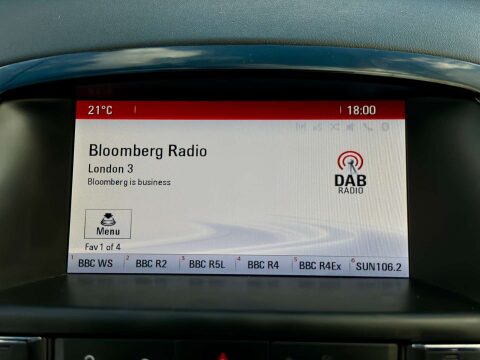 21°C 18:00
Bloomberg Radio
London 3
Bloomberg is business
DAB
RADIO
Menu
Fav 1 of 4
1 BBC WS 2 BBC R2 3 BBC R5L 4 BBC R4 5 BBC R4Ex 6 SUN106.2